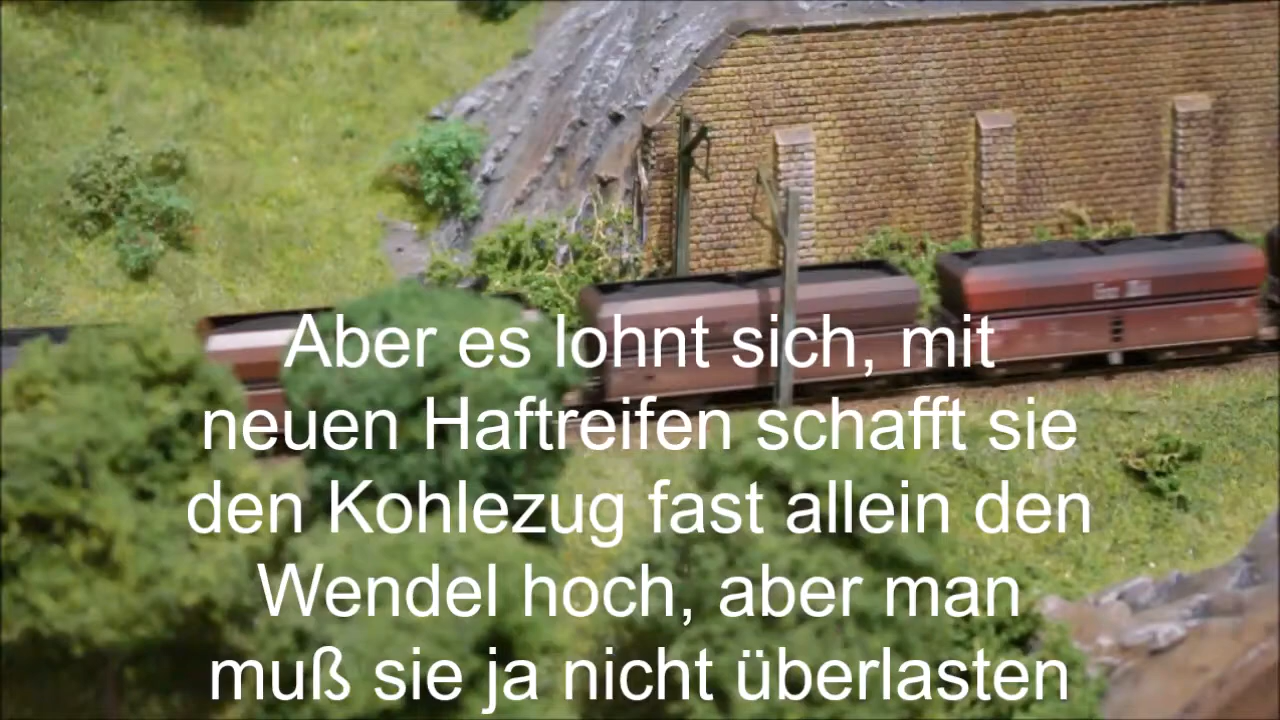 Aber es lohnt sich, mit
neuen Haftreifen schafft sie
den Kohlezug fast allein den
Wendel hoch, aber man
muß sie ja nicht überlasten